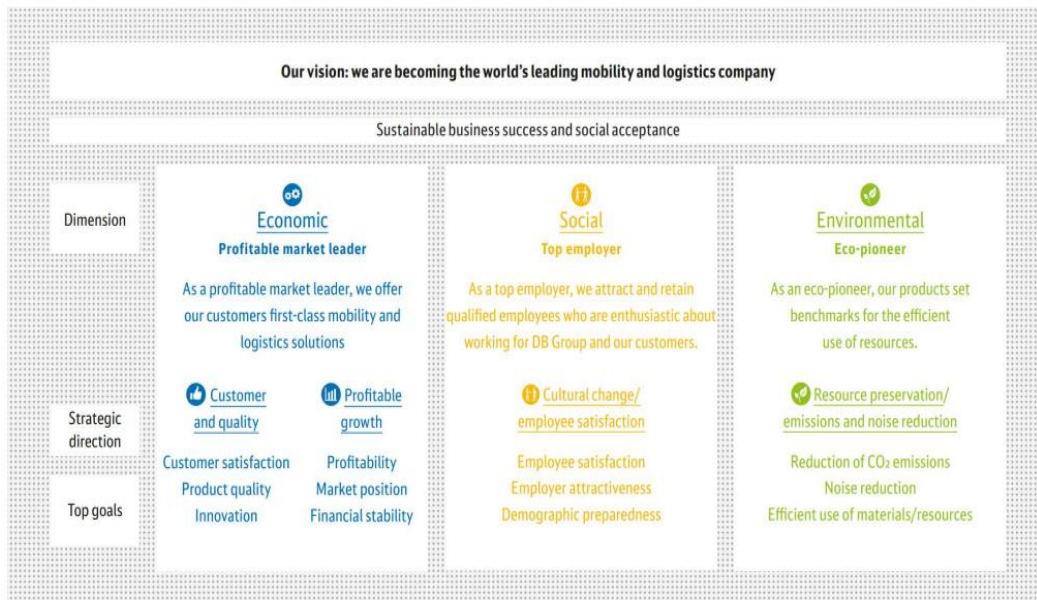 Our vision: we are becoming the world's leading mobility and logistics company
Sustainable business success and social acceptance
Dimension
Economic
Profitable market leader
As a profitable market leader, we offer
our customers first-class mobility and
logistics solutions
Social
Top employer
As a top employer, we attract and retain
qualified employees who are enthusiastic about
working for DB Group and our customers.
Environmental
Eco-pioneer
As an eco-pioneer, our products set
benchmarks for the efficient
use of resources.
Strategic
direction
Customer
and quality
Profitable
growth
Cultural change/
employee satisfaction
Resource preservation/
emissions and noise reduction
Top goals
Customer satisfaction
Product quality
Innovation
Profitability
Market position
Financial stability
Employee satisfaction
Employer attractiveness
Demographic preparedness
Reduction of CO₂ emissions
Noise reduction
Efficient use of materials/resources